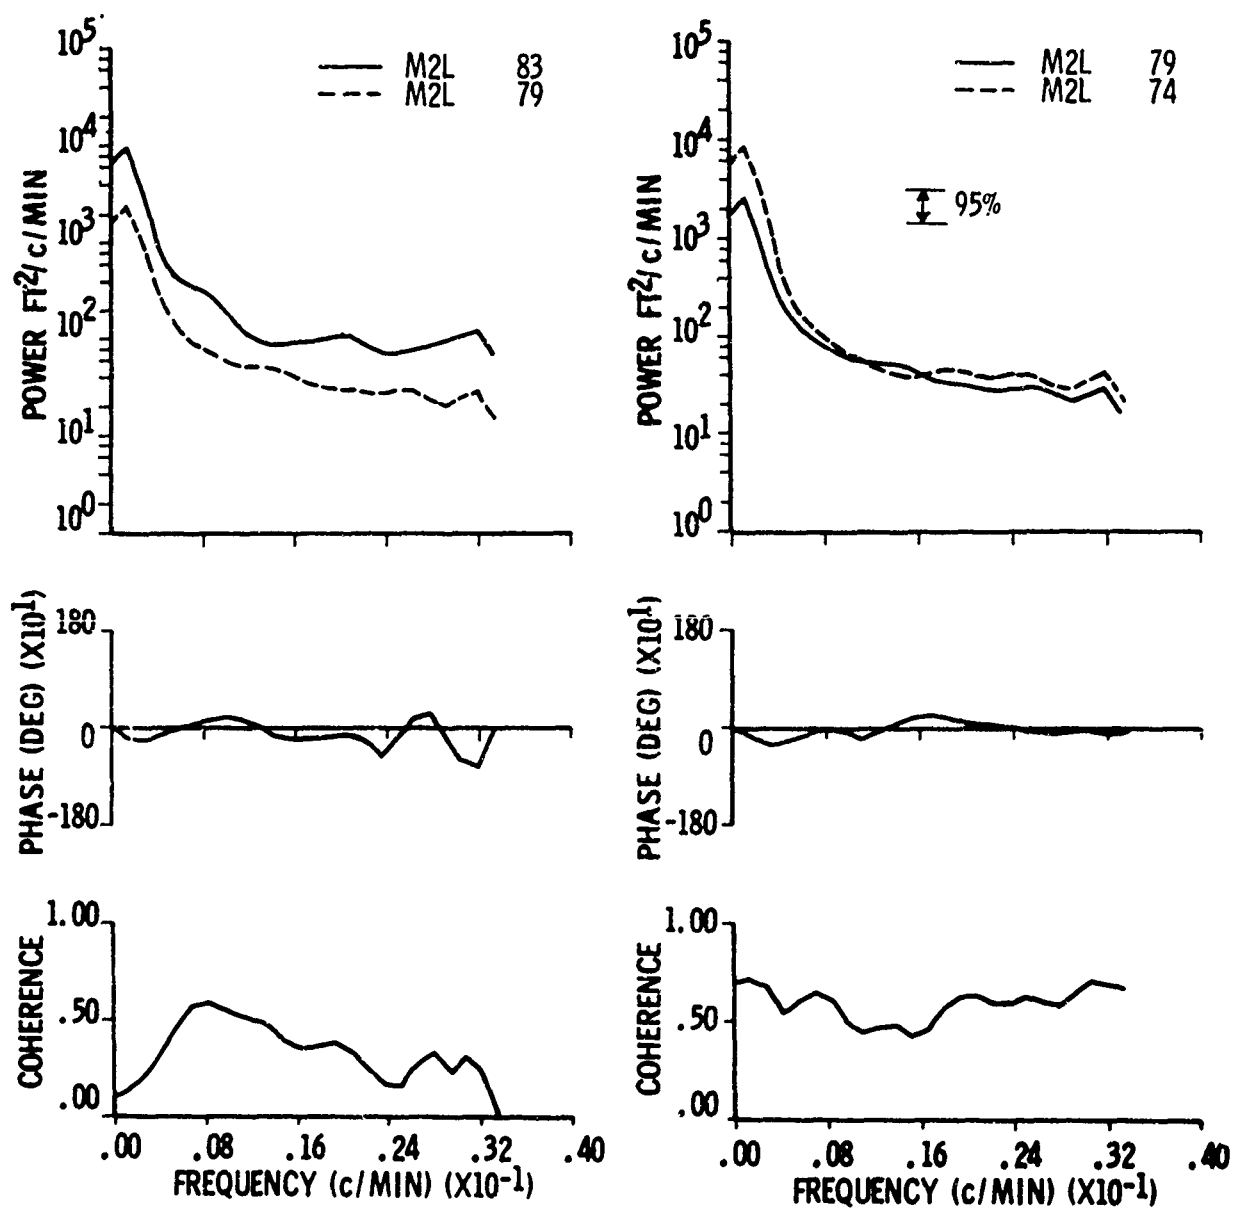 M2L 83
M2L 79
10^5
10^4
10^3
10^2
10^1
10^0
POWER FT^2/c/MIN
M2L 79
M2L 74
95%
10^5
10^4
10^3
10^2
10^1
10^0
POWER FT^2/c/MIN
180
0
-180
PHASE (DEG) (X10^1)
180
0
-180
PHASE (DEG) (X10^1)
1.00
.50
.00
COHERENCE
.00 .08 .16 .24 .32 .40
FREQUENCY (c/MIN) (X10^-1)
1.00
.50
.00
COHERENCE
.00 .08 .16 .24 .32 .40
FREQUENCY (c/MIN) (X10^-1)